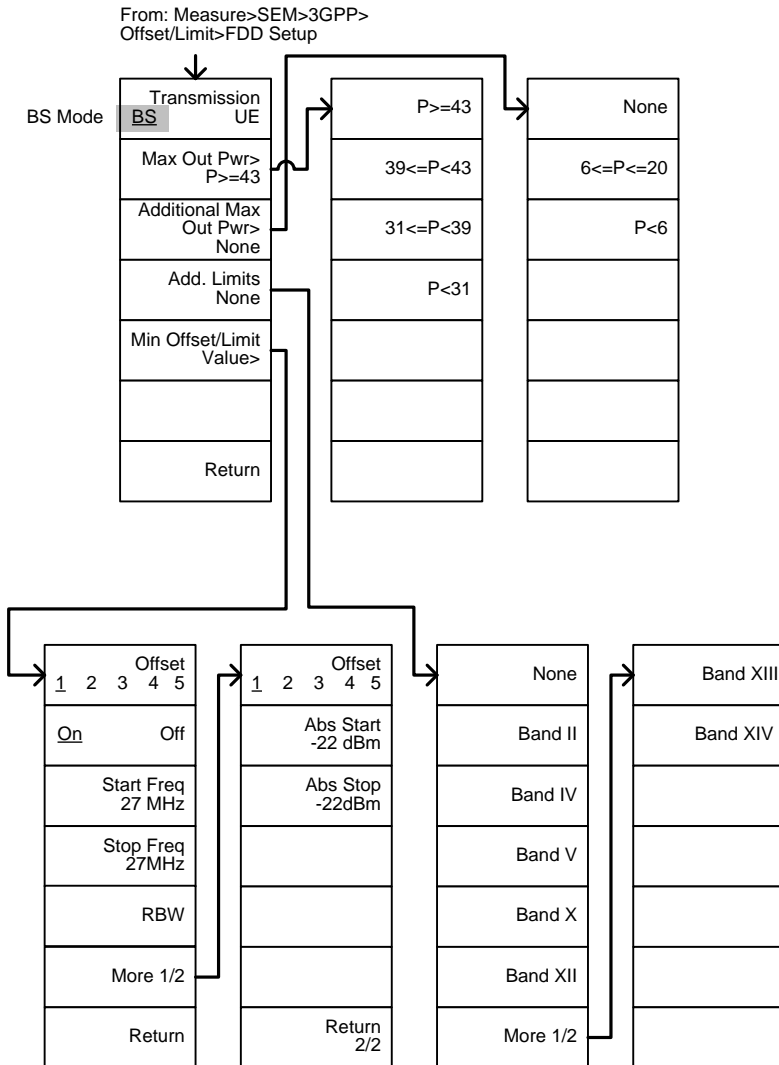 From: Measure>SEM>3GPP>
Offset/Limit>FDD Setup
BS Mode
Transmission
BS UE
Max Out Pwr>
P>=43
Additional Max
Out Pwr>
None
Add. Limits
None
Min Offset/Limit
Value>
Return
P>=43
39<=P<43
31<=P<39
P<31
None
6<=P<=20
P<6
Offset
1 2 3 4 5
On Off
Start Freq
27 MHz
Stop Freq
27MHz
RBW
More 1/2
Return
Offset
1 2 3 4 5
Abs Start
-22 dBm
Abs Stop
-22dBm
Return
2/2
None
Band II
Band IV
Band V
Band X
Band XII
More 1/2
Band XIII
Band XIV